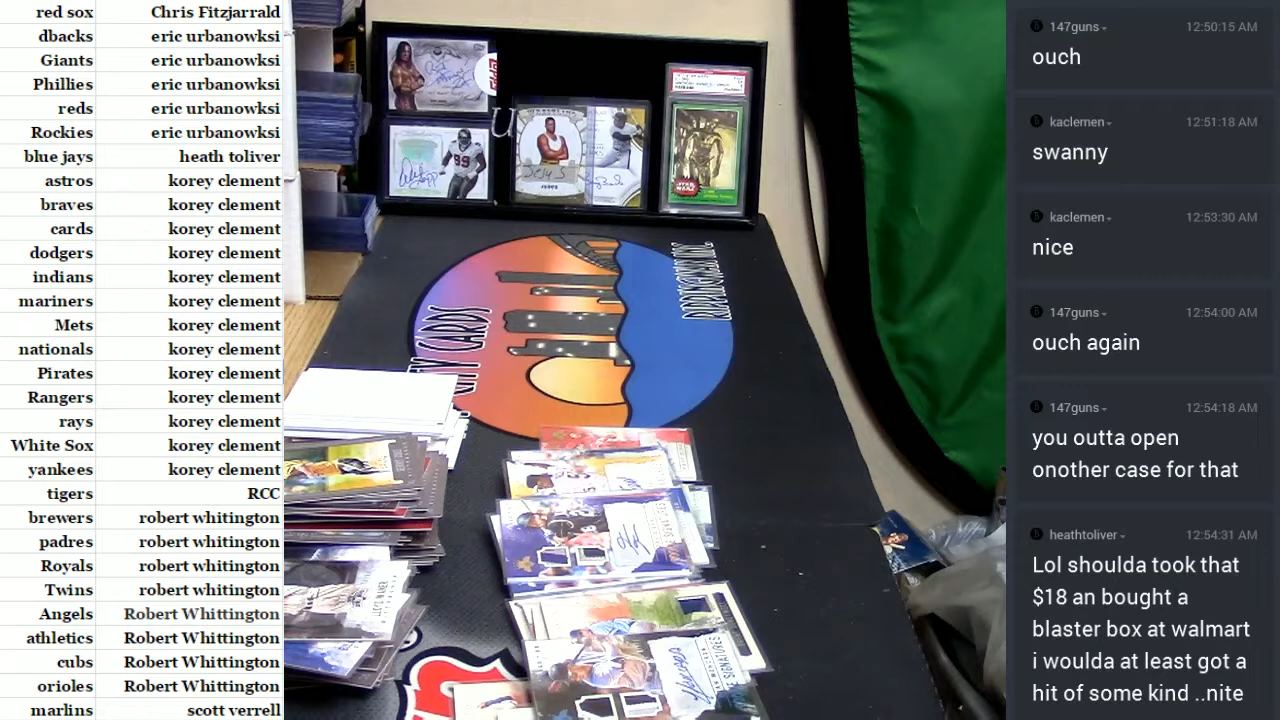 red sox Chris Fitzjarrald
dbacks eric urbanowksi
Giants eric urbanowksi
Phillies eric urbanowksi
reds eric urbanowksi
Rockies eric urbanowksi
blue jays heath toliver
astros korey clement
braves korey clement
cards korey clement
dodgers korey clement
indians korey clement
mariners korey clement
Mets korey clement
nationals korey clement
Pirates korey clement
Rangers korey clement
rays korey clement
White Sox korey clement
yankees korey clement
tigers RCC
brewers robert whitington
padres robert whitington
Royals robert whitington
Twins robert whitington
Angels Robert Whittington
athletics Robert Whittington
cubs Robert Whittington
orioles Robert Whittington
marlins scott verrell
STAR WARS
CARDS
147guns 12:50:15 AM
ouch
kaclemen 12:51:18 AM
swanny
kaclemen 12:53:30 AM
nice
147guns 12:54:00 AM
ouch again
147guns 12:54:18 AM
you outta open
onother case for that
heathtoliver 12:54:31 AM
Lol shoulda took that
$18 an bought a
blaster box at walmart
i woulda at least got a
hit of some kind ..nite